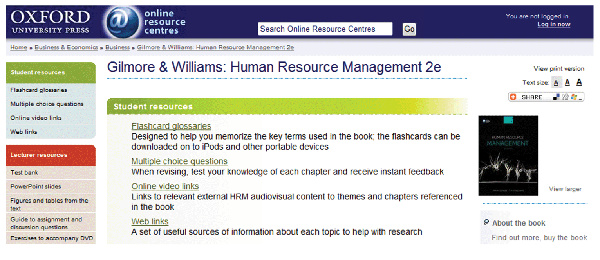 OXFORD
UNIVERSITY PRESS
online
resource
centres
Search Online Resource Centres
Go
You are not logged in
Log in now
Home » Business & Economics » Business » Gilmore & Williams: Human Resource Management 2e
Student resources
Flashcard glossaries
Multiple choice questions
Online video links
Web links
Lecturer resources
Test bank
PowerPoint slides
Figures and tables from the
text
Guide to assignment and
discussion questions
Exercises to accompany DVD
Gilmore & Williams: Human Resource Management 2e
Student resources
Flashcard glossaries
Designed to help you memorize the key terms used in the book; the flashcards can be
downloaded on to iPods and other portable devices
Multiple choice questions
When revising, test your knowledge of each chapter and receive instant feedback
Online video links
Links to relevant external HRM audiovisual content to themes and chapters referenced
in the book
Web links
A set of useful sources of information about each topic to help with research
View print version
Text size: A A A
SHARE
HUMAN RESOURCE
MANAGEMENT
View larger
About the book
Find out more, buy the book